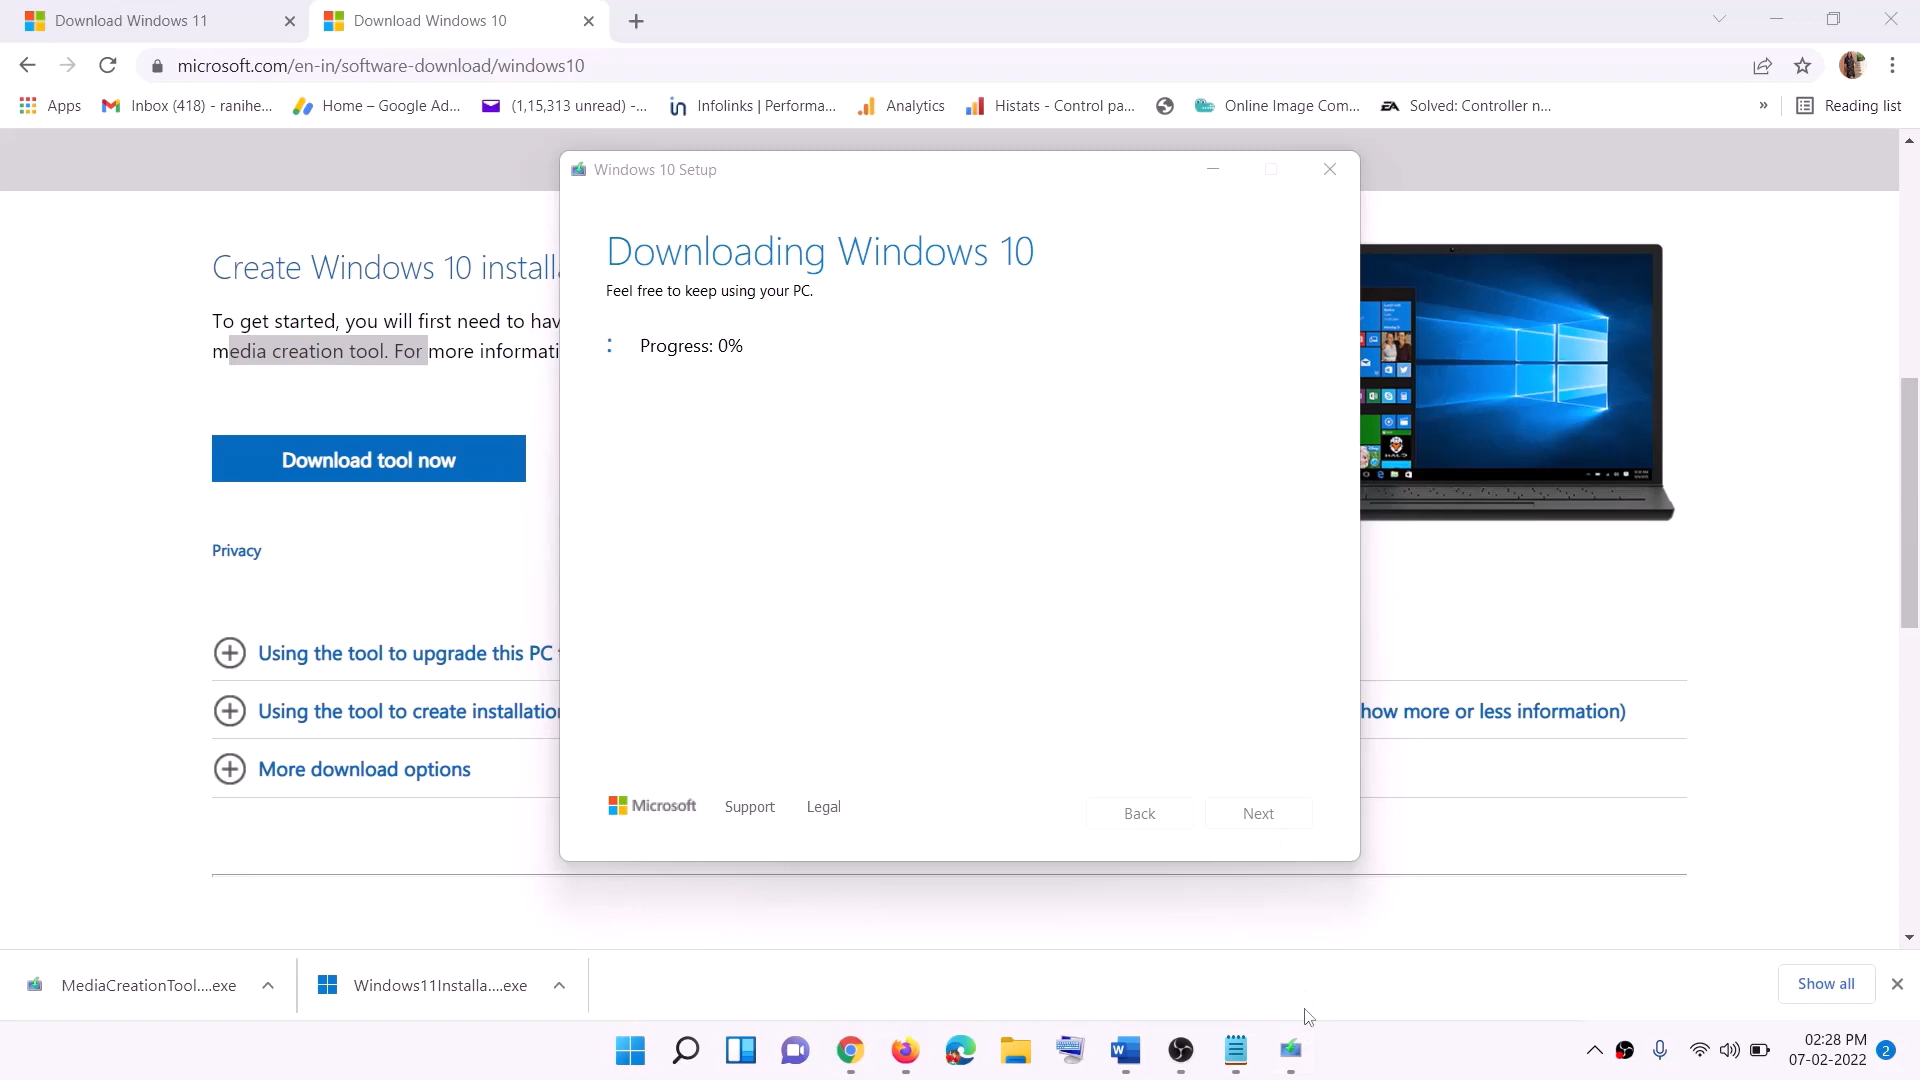 Download Windows 11
Download Windows 10
microsoft.com/en-in/software-download/windows10
Apps
Inbox (418) - ranihe...
Home – Google Ad...
(1,15,313 unread) -...
Infolinks | Performa...
Analytics
Histats - Control pa...
Online Image Com...
Solved: Controller n...
»
Reading list
Windows 10 Setup
Downloading Windows 10
Feel free to keep using your PC.
Progress: 0%
Create Windows 10 install
To get started, you will first need to hav
media creation tool. For more informati
Download tool now
Privacy
Using the tool to upgrade this PC
Using the tool to create installation
how more or less information)
More download options
Microsoft
Support
Legal
Back
Next
MediaCreationTool....exe
Windows11Installa....exe
Show all
02:28 PM
07-02-2022
2